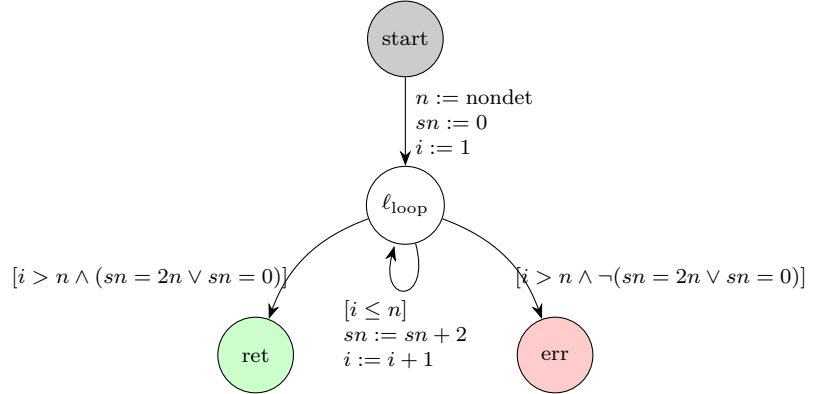 start
n := nondet
sn := 0
i := 1
ℓloop
[i > n ∧ (sn = 2n ∨ sn = 0)]
[i > n ∧ ¬(sn = 2n ∨ sn = 0)]
[i ≤ n]
sn := sn + 2
i := i + 1
ret
err